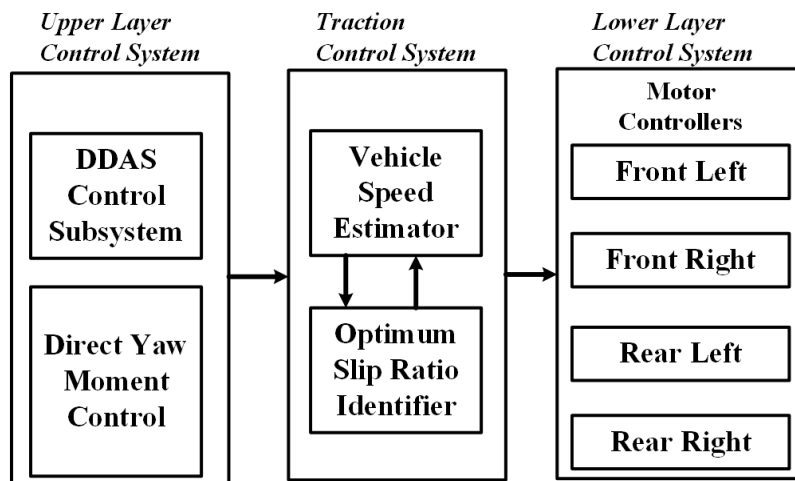 Upper Layer
Control System
DDAS
Control
Subsystem
Direct Yaw
Moment
Control
Traction
Control System
Vehicle
Speed
Estimator
Optimum
Slip Ratio
Identifier
Lower Layer
Control System
Motor
Controllers
Front Left
Front Right
Rear Left
Rear Right